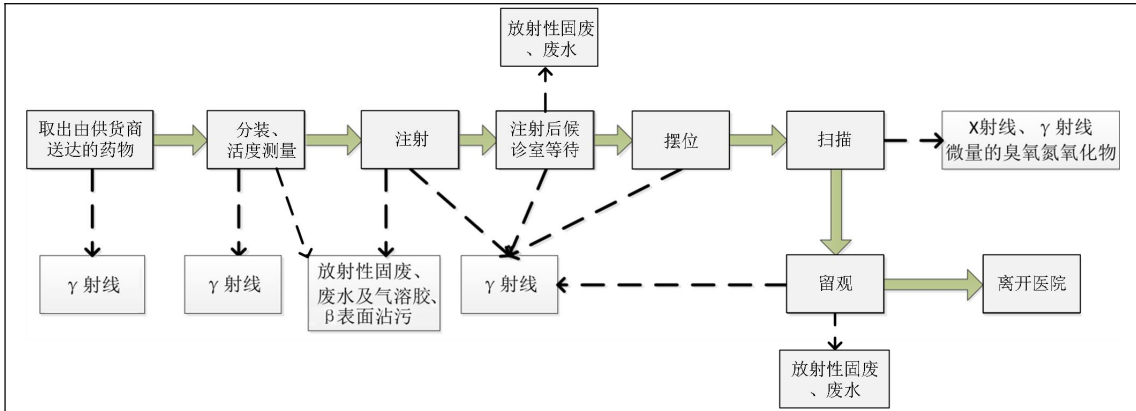 放射性固废
、废水
取出由供货商
送达的药物
分装、
活度测量
注射
注射后候
诊室等待
摆位
扫描
X射线、γ射线
微量的臭氧氮氧化物
γ 射线
γ 射线
放射性固废、
废水及气溶胶、
β表面沾污
γ 射线
留观
离开医院
放射性固废
、废水